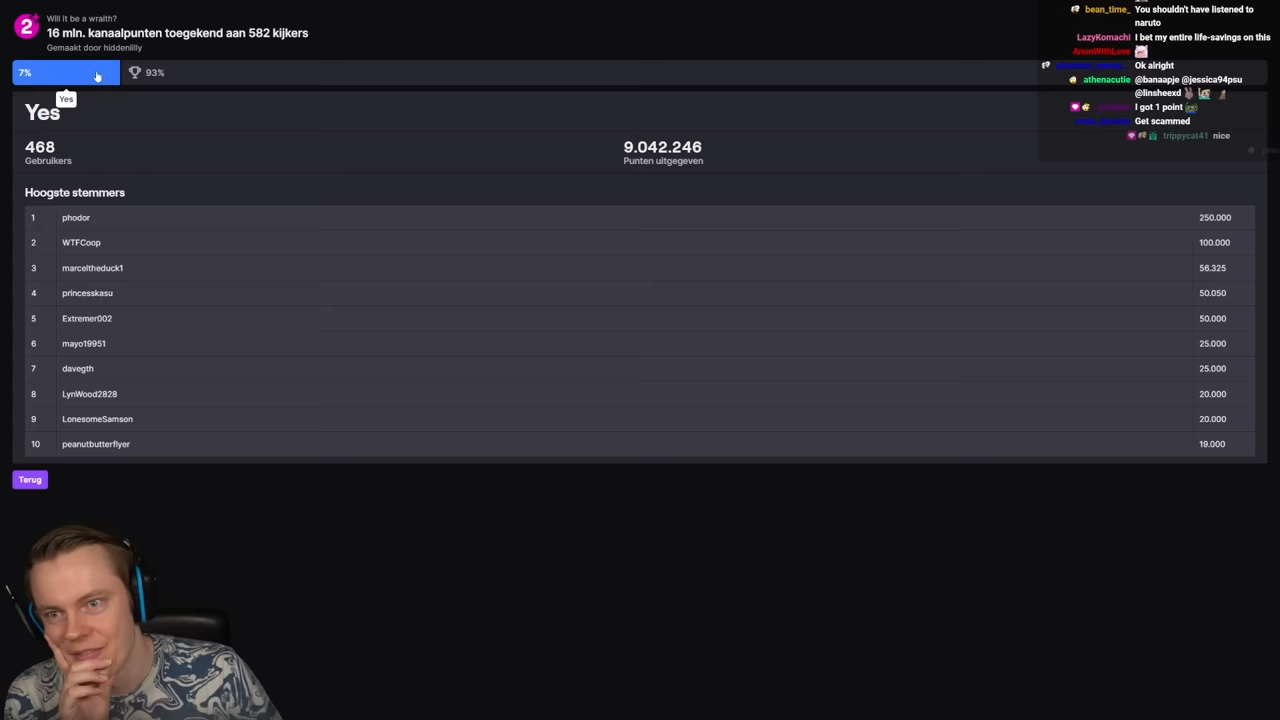 2
Will it be a wraith?
16 mln. kanaalpunten toegekend aan 582 kijkers
Gemaakt door hiddenlilly
7%
93%
Yes
Yes
468
Gebruikers
9.042.246
Punten uitgegeven
Hoogste stemmers
1 phodor 250.000
2 WTFCoop 100.000
3 marceltheduck1 56.325
4 princesskasu 50.050
5 Extremer002 50.000
6 mayo19951 25.000
7 davegth 25.000
8 LynWood2828 20.000
9 LonesomeSamson 20.000
10 peanutbutterflyer 19.000
Terug
bean_time_ You shouldn't have listened to
naruto
LazyKomachi I bet my entire life-savings on this
AnonWithLove
Ok alright
athenacutie @banaapje @jessica94psu
@linsheexd
I got 1 point
Get scammed
trippycat41 nice